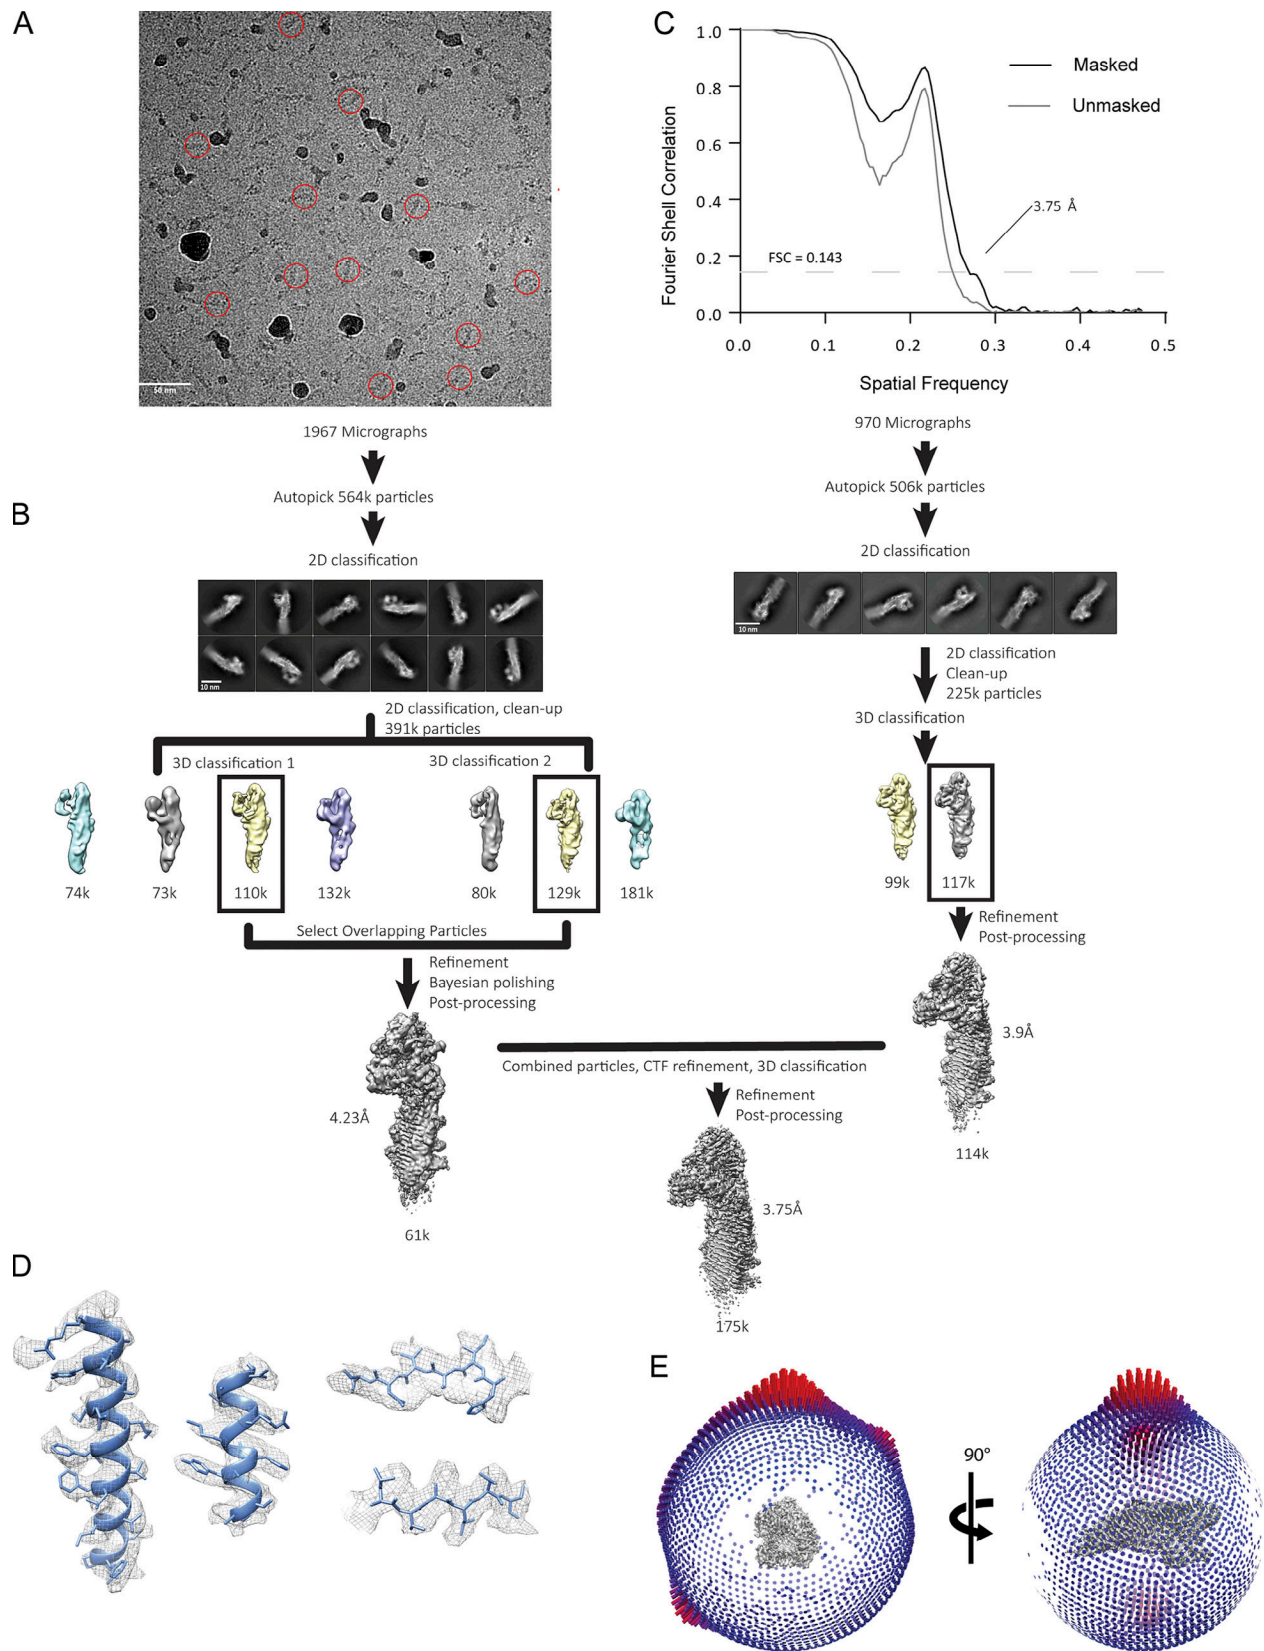 A
50 nm
1967 Micrographs
Autopick 564k particles
B
2D classification
10 nm
2D classification, clean-up
391k particles
3D classification 1
3D classification 2
74k
73k
110k
132k
80k
129k
181k
Select Overlapping Particles
Refinement
Bayesian polishing
Post-processing
4.23Å
61k
C
1.0
0.8
0.6
0.4
0.2
0.0
Fourier Shell Correlation
Masked
Unmasked
3.75 Å
FSC = 0.143
0.0
0.1
0.2
0.3
0.4
0.5
Spatial Frequency
970 Micrographs
Autopick 506k particles
2D classification
10 nm
2D classification
Clean-up
225k particles
3D classification
99k
117k
Refinement
Post-processing
3.9Å
114k
Combined particles, CTF refinement, 3D classification
Refinement
Post-processing
3.75Å
175k
D
E
90°